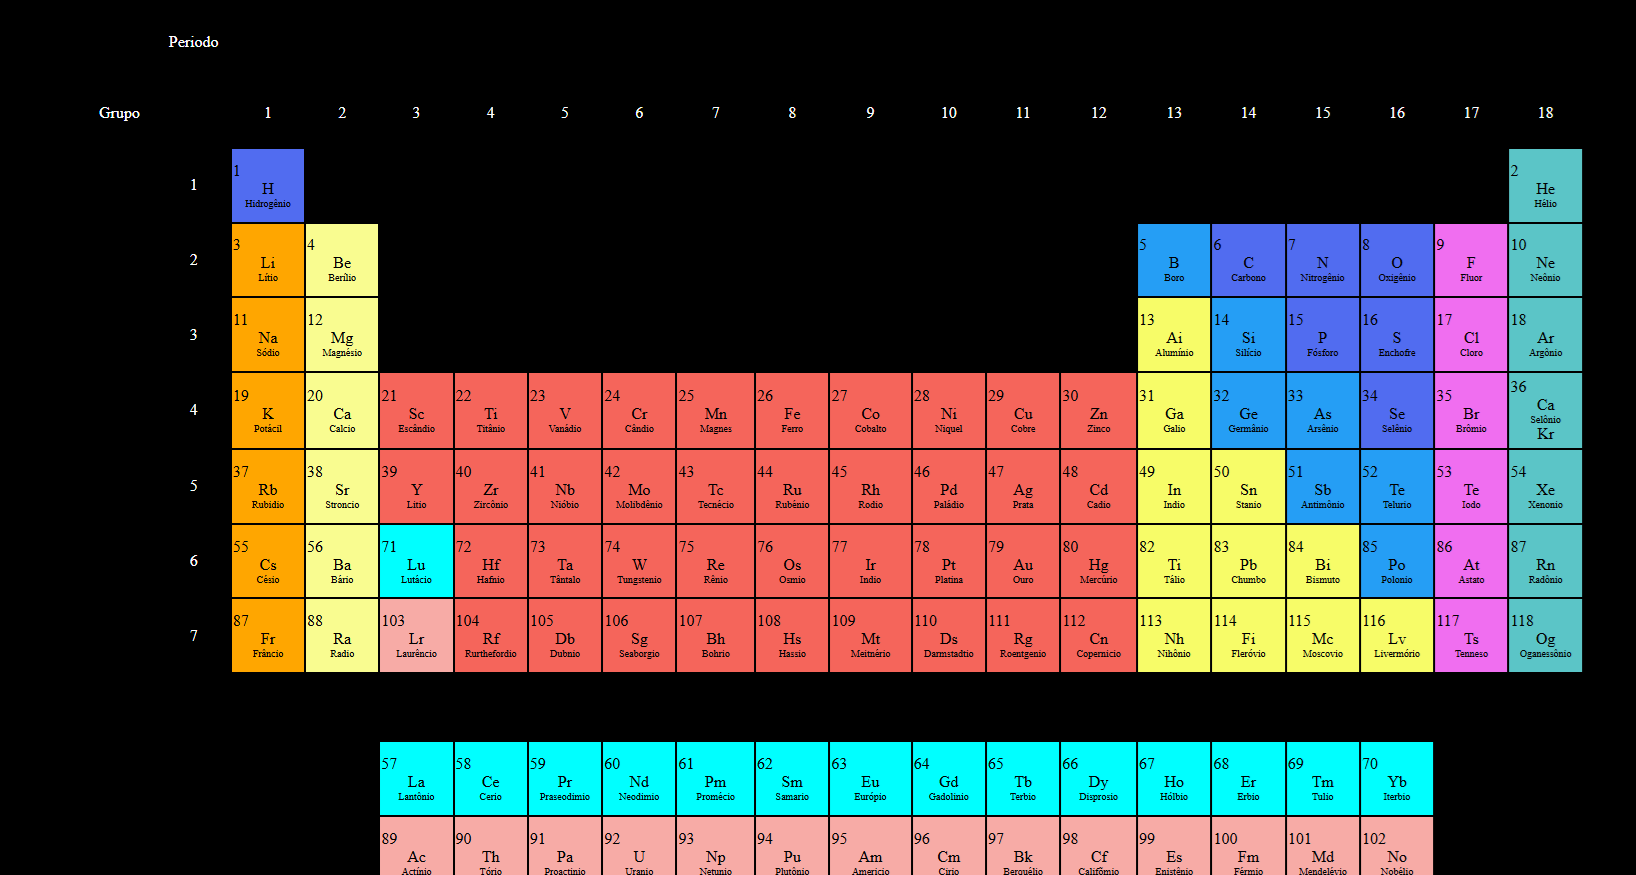 Periodo
Grupo 1 2 3 4 5 6 7 8 9 10 11 12 13 14 15 16 17 18
1 2
1 H He
Hidrogênio Hélio
3 4 5 6 7 8 9 10
2 Li Be B C N O F Ne
Lítio Berílio Boro Carbono Nitrogênio Oxigênio Fluor Neônio
11 12 13 14 15 16 17 18
3 Na Mg Ai Si P S Cl Ar
Sódio Magnésio Alumínio Silício Fósforo Enchofre Cloro Argônio
19 20 21 22 23 24 25 26 27 28 29 30 31 32 33 34 35 36
4 K Ca Sc Ti V Cr Mn Fe Co Ni Cu Zn Ga Ge As Se Br Ca
Potácil Calcio Escândio Titânio Vanádio Cândio Magnes Ferro Cobalto Niquel Cobre Zinco Galio Germânio Arsênio Selênio Brômio Selônio
Kr
37 38 39 40 41 42 43 44 45 46 47 48 49 50 51 52 53 54
5 Rb Sr Y Zr Nb Mo Tc Ru Rh Pd Ag Cd In Sn Sb Te Te Xe
Rubidio Stroncio Litio Zircônio Nióbio Molibdênio Tecnécio Rubênio Rodio Paládio Prata Cadio Indio Stanio Antimônio Telurio Iodo Xenonio
55 56 71 72 73 74 75 76 77 78 79 80 82 83 84 85 86 87
6 Cs Ba Lu Hf Ta W Re Os Ir Pt Au Hg Ti Pb Bi Po At Rn
Césio Bário Lutácio Hafnio Tântalo Tungstenio Rênio Osmio Indio Platina Ouro Mercúrio Tálio Chumbo Bismuto Polonio Astato Radônio
87 88 103 104 105 106 107 108 109 110 111 112 113 114 115 116 117 118
7 Fr Ra Lr Rf Db Sg Bh Hs Mt Ds Rg Cn Nh Fi Mc Lv Ts Og
Frâncio Radio Laurêncio Rurthefordio Dubnio Seaborgio Bohrio Hassio Meitnério Darmstadtio Roentgenio Copernicio Nihônio Fleróvio Moscovio Livermório Tenneso Oganessônio
57 58 59 60 61 62 63 64 65 66 67 68 69 70
La Ce Pr Nd Pm Sm Eu Gd Tb Dy Ho Er Tm Yb
Lantônio Cerio Praseodimio Neodimio Promécio Samario Európio Gadolinio Terbio Disprosio Hólbio Erbio Tulio Iterbio
89 90 91 92 93 94 95 96 97 98 99 100 101 102
Ac Th Pa U Np Pu Am Cm Bk Cf Es Fm Md No
Actínio Tório Proactinio Uranio Netunio Plutônio Americio Cirio Berquélio Califômio Enistênio Férmio Mendelévio Nobélio